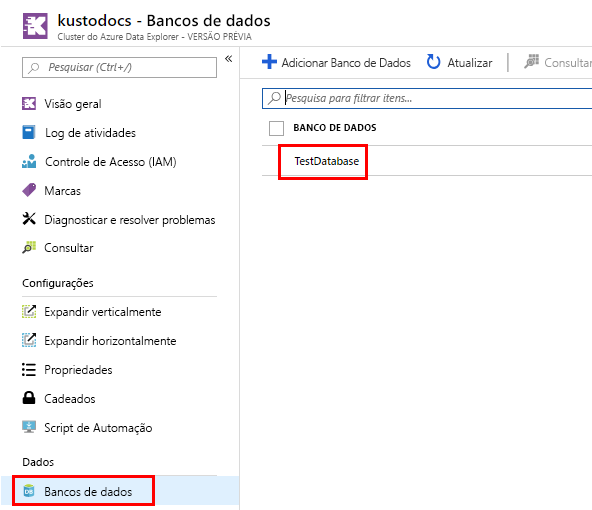 kustodocs - Bancos de dados
Cluster do Azure Data Explorer - VERSÃO PRÉVIA
Pesquisar (Ctrl+/)
«
Visão geral
Log de atividades
Controle de Acesso (IAM)
Marcas
Diagnosticar e resolver problemas
Consultar
Configurações
Expandir verticalmente
Expandir horizontalmente
Propriedades
Cadeados
Script de Automação
Dados
Bancos de dados
Adicionar Banco de Dados Atualizar Consultar
Pesquisa para filtrar itens...
BANCO DE DADOS
TestDatabase